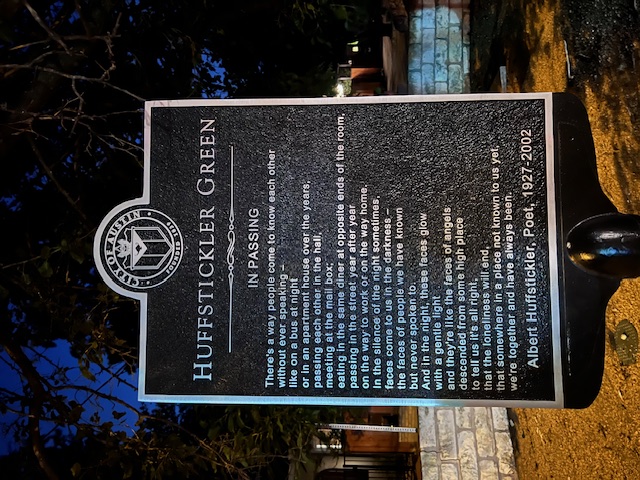 CITY OF AUSTIN
FOUNDED 1839
HUFFSTICKLER GREEN
IN PASSING
There's a way people come to know each other
without ever speaking –
like on a bus at night
or in an apartment house over the years,
passing each other in the hall,
meeting at the mail box;
eating in the same diner at opposite ends of the room,
passing on the street year after year
on the way to work or on the way home.
In the silence of the night sometimes,
faces come to us in the darkness –
the faces of people we have known
but never spoken to.
And in the night, these faces glow
with a gentle light
and they're like the faces of angels
descended from some high place
to tell us it's all right,
that the loneliness will end,
that somewhere in a place not known to us yet,
we're together and have always been.
Albert Huffstickler, Poet, 1927-2002